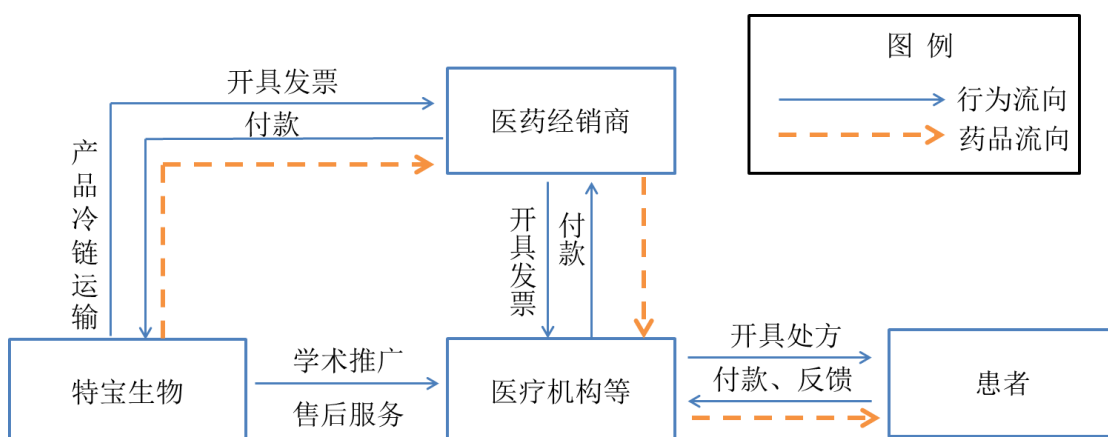 图 例
行为流向
药品流向
开具发票
付款
医药经销商
产品冷链运输
开具发票
付款
特宝生物
学术推广
售后服务
医疗机构等
开具处方
付款、反馈
患者